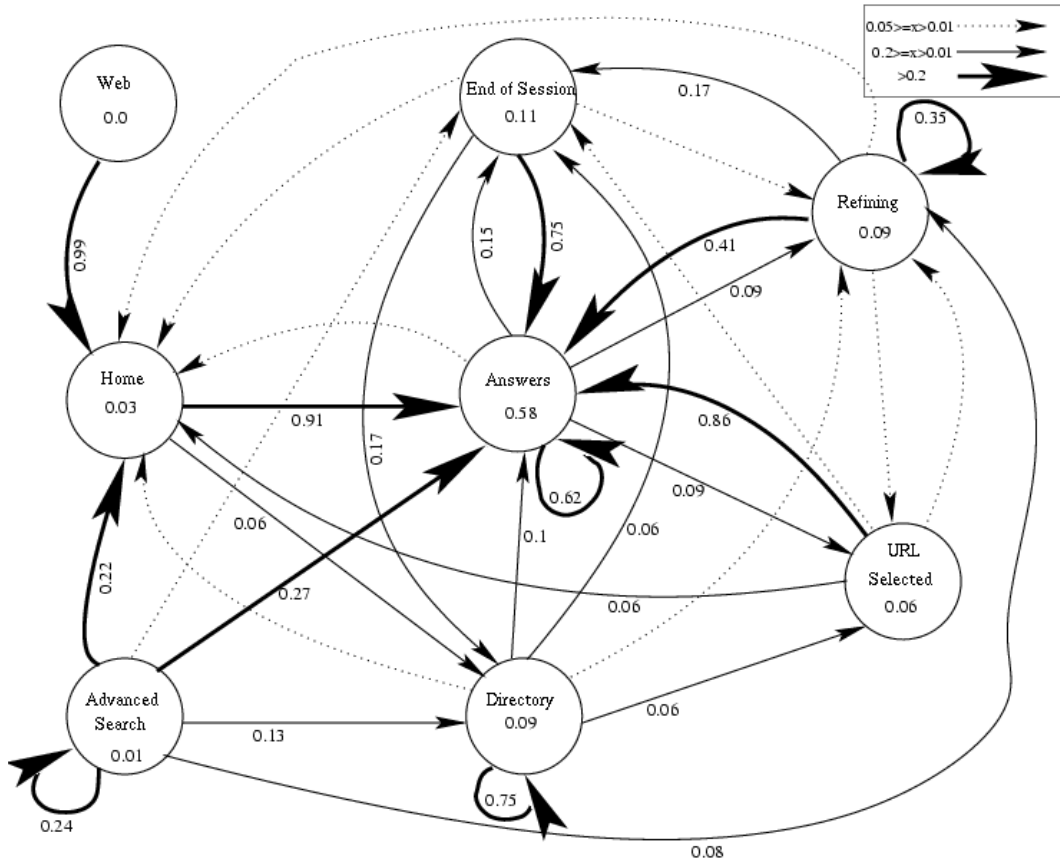 0.05>=x>0.01
0.2>=x>0.01
>0.2
Web
0.0
End of Session
0.11
0.17
0.35
Refining
0.09
0.99
0.15
0.75
0.41
0.09
Home
0.03
0.91
Answers
0.58
0.86
0.17
0.62
0.09
0.06
0.1
0.06
URL
Selected
0.06
0.22
0.27
0.06
Advanced
Search
0.01
0.13
Directory
0.09
0.06
0.24
0.75
0.08